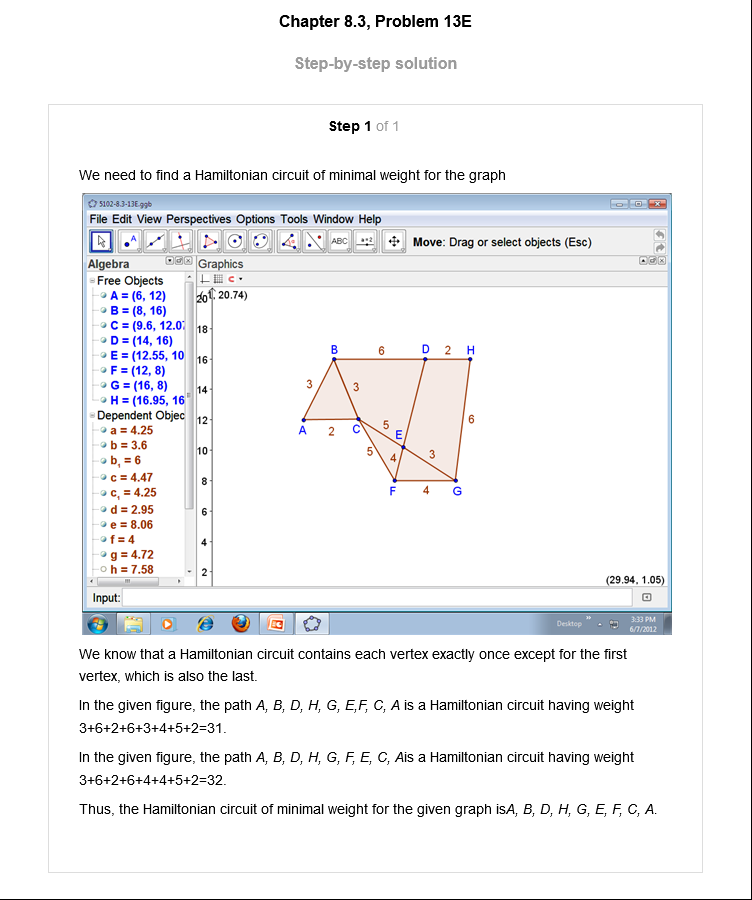 Chapter 8.3, Problem 13E
Step-by-step solution
Step 1 of 1
We need to find a Hamiltonian circuit of minimal weight for the graph
5102-8.3-13E.ggb
File Edit View Perspectives Options Tools Window Help
ABC
a=2
Move: Drag or select objects (Esc)
Algebra
Graphics
Free Objects
A = (6, 12)
B = (8, 16)
C = (9.6, 12.07
D = (14, 16)
E = (12.55, 10
F = (12, 8)
G = (16, 8)
H = (16.95, 16
Dependent Objec
a = 4.25
b = 3.6
b₁ = 6
c = 4.47
c₁ = 4.25
d = 2.95
e = 8.06
f = 4
g = 4.72
h = 7.58
20
, 20.74)
18
16
14
12
10
8
6
4
2
B 6 D 2 H
3 3
A 2 C 5 E 6
5 4 3
F 4 G
(29.94, 1.05)
Input:
Desktop
3:33 PM
6/7/2012
We know that a Hamiltonian circuit contains each vertex exactly once except for the first
vertex, which is also the last.
In the given figure, the path A, B, D, H, G, E,F, C, A is a Hamiltonian circuit having weight
3+6+2+6+3+4+5+2=31.
In the given figure, the path A, B, D, H, G, F, E, C, Ais a Hamiltonian circuit having weight
3+6+2+6+4+4+5+2=32.
Thus, the Hamiltonian circuit of minimal weight for the given graph isA, B, D, H, G, E, F, C, A.